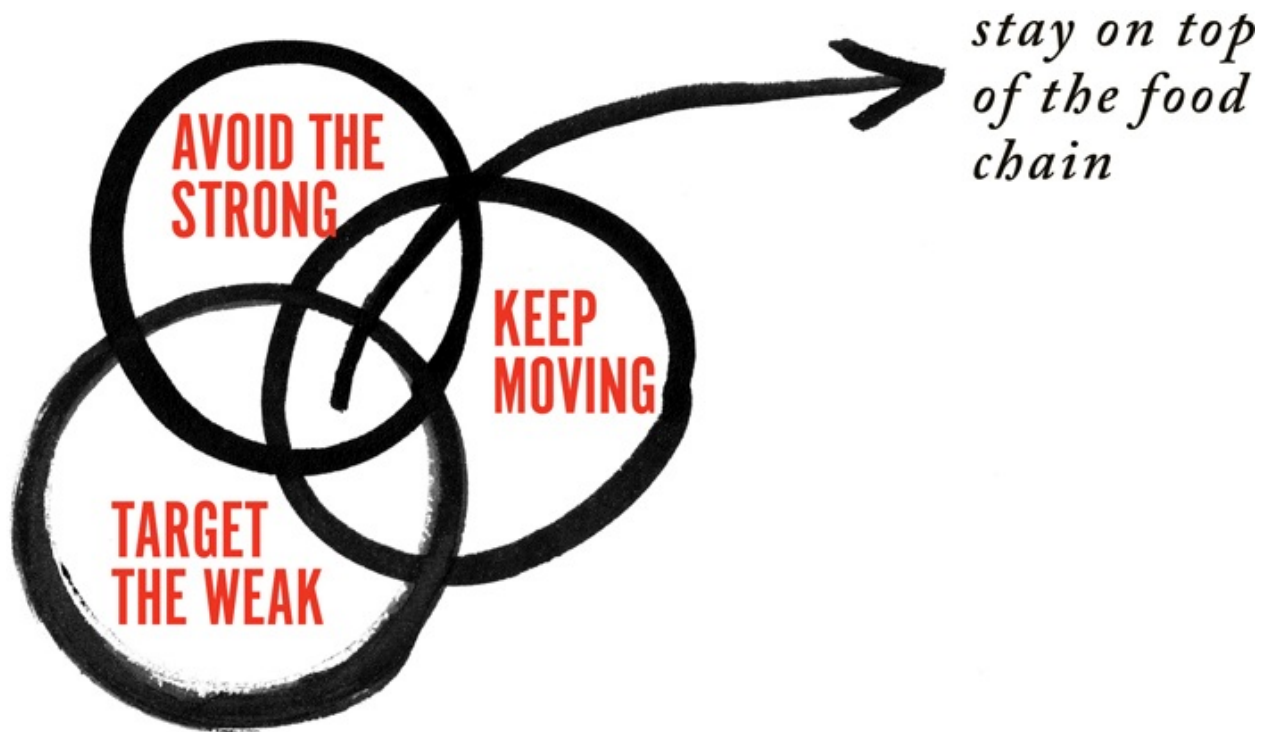 stay on top
of the food
chain
AVOID THE
STRONG
KEEP
MOVING
TARGET
THE WEAK